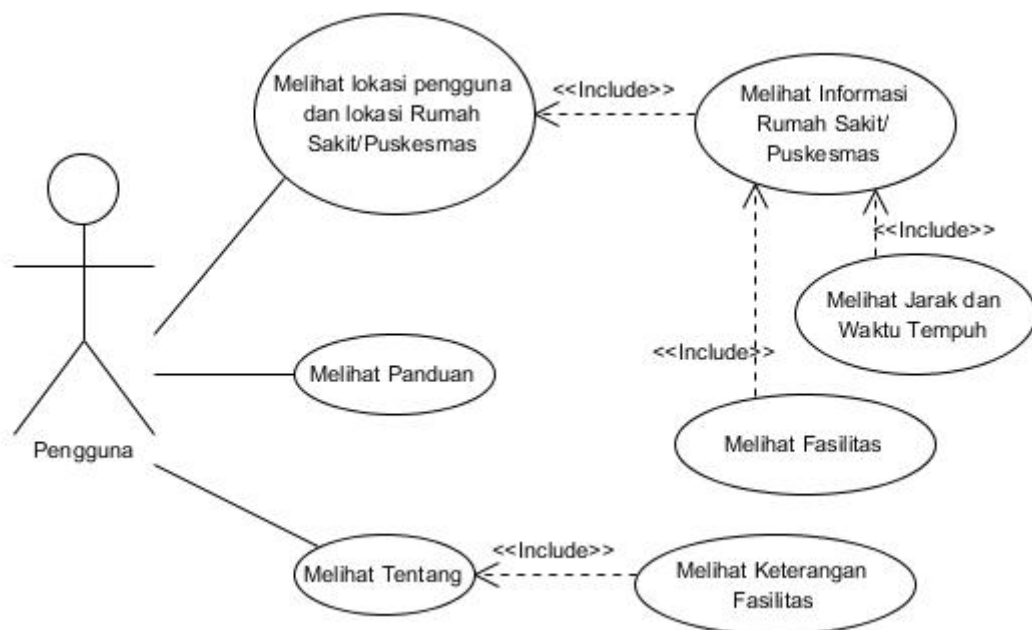 Melihat lokasi pengguna
dan lokasi Rumah
Sakit/Puskesmas
<<Include>>
Melihat Informasi
Rumah Sakit/
Puskesmas
<<Include>>
Melihat Jarak dan
Waktu Tempuh
<<Include>>
Melihat Panduan
Melihat Fasilitas
Pengguna
<<Include>>
Melihat Tentang
Melihat Keterangan
Fasilitas